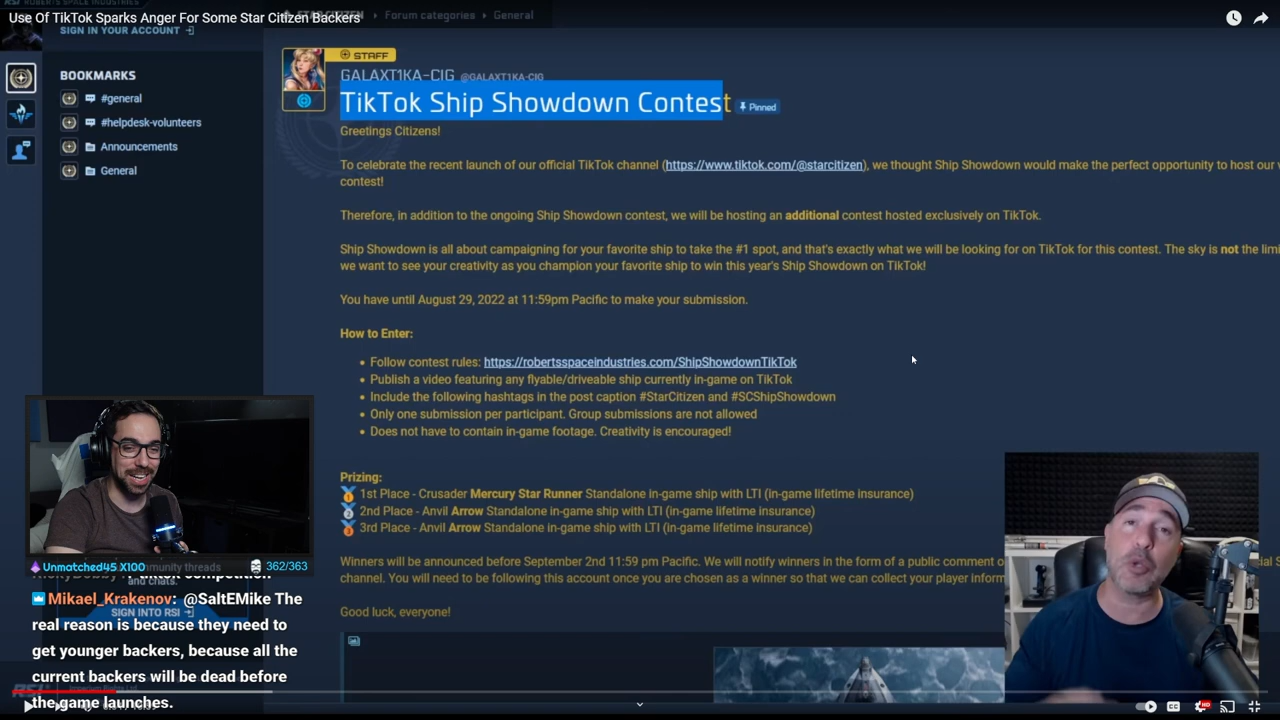 ROBERTS SPACE INDUSTRIES
Use Of TikTok Sparks Anger For Some Star Citizen Backers
Forum categories
General
SIGN IN YOUR ACCOUNT
BOOKMARKS
#general
#helpdesk-volunteers
Announcements
General
STAFF
GALAXT1KA-CIG @GALAXT1KA-CIG
TikTok Ship Showdown Contest Pinned
Greetings Citizens!
To celebrate the recent launch of our official TikTok channel (https://www.tiktok.com/@starcitizen), we thought Ship Showdown would make the perfect opportunity to host our
contest!
Therefore, in addition to the ongoing Ship Showdown contest, we will be hosting an additional contest hosted exclusively on TikTok.
Ship Showdown is all about campaigning for your favorite ship to take the #1 spot, and that's exactly what we will be looking for on TikTok for this contest. The sky is not the
we want to see your creativity as you champion your favorite ship to win this year's Ship Showdown on TikTok!
You have until August 29, 2022 at 11:59pm Pacific to make your submission.
How to Enter:
• Follow contest rules: https://robertsspaceindustries.com/ShipShowdownTikTok
• Publish a video featuring any flyable/driveable ship currently in-game on TikTok
• Include the following hashtags in the post caption #StarCitizen and #SCShipShowdown
• Only one submission per participant. Group submissions are not allowed
• Does not have to contain in-game footage. Creativity is encouraged!
Prizing:
1st Place - Crusader Mercury Star Runner Standalone in-game ship with LTI (in-game lifetime insurance)
2nd Place - Anvil Arrow Standalone in-game ship with LTI (in-game lifetime insurance)
3rd Place - Anvil Arrow Standalone in-game ship with LTI (in-game lifetime insurance)
Winners will be announced before September 2nd 11:59 pm Pacific. We will notify winners in the form of a public comment
channel. You will need to be following this account once you are chosen as a winner so that we can collect your player
Good luck, everyone!
Unmatched45 X100
threads
362/363
and chats.
Mikael_Krakenov: @SaltEMike The
real reason is because they need to
get younger backers, because all the
current backers will be dead before
the game launches.
SIGN INTO RSI
HD